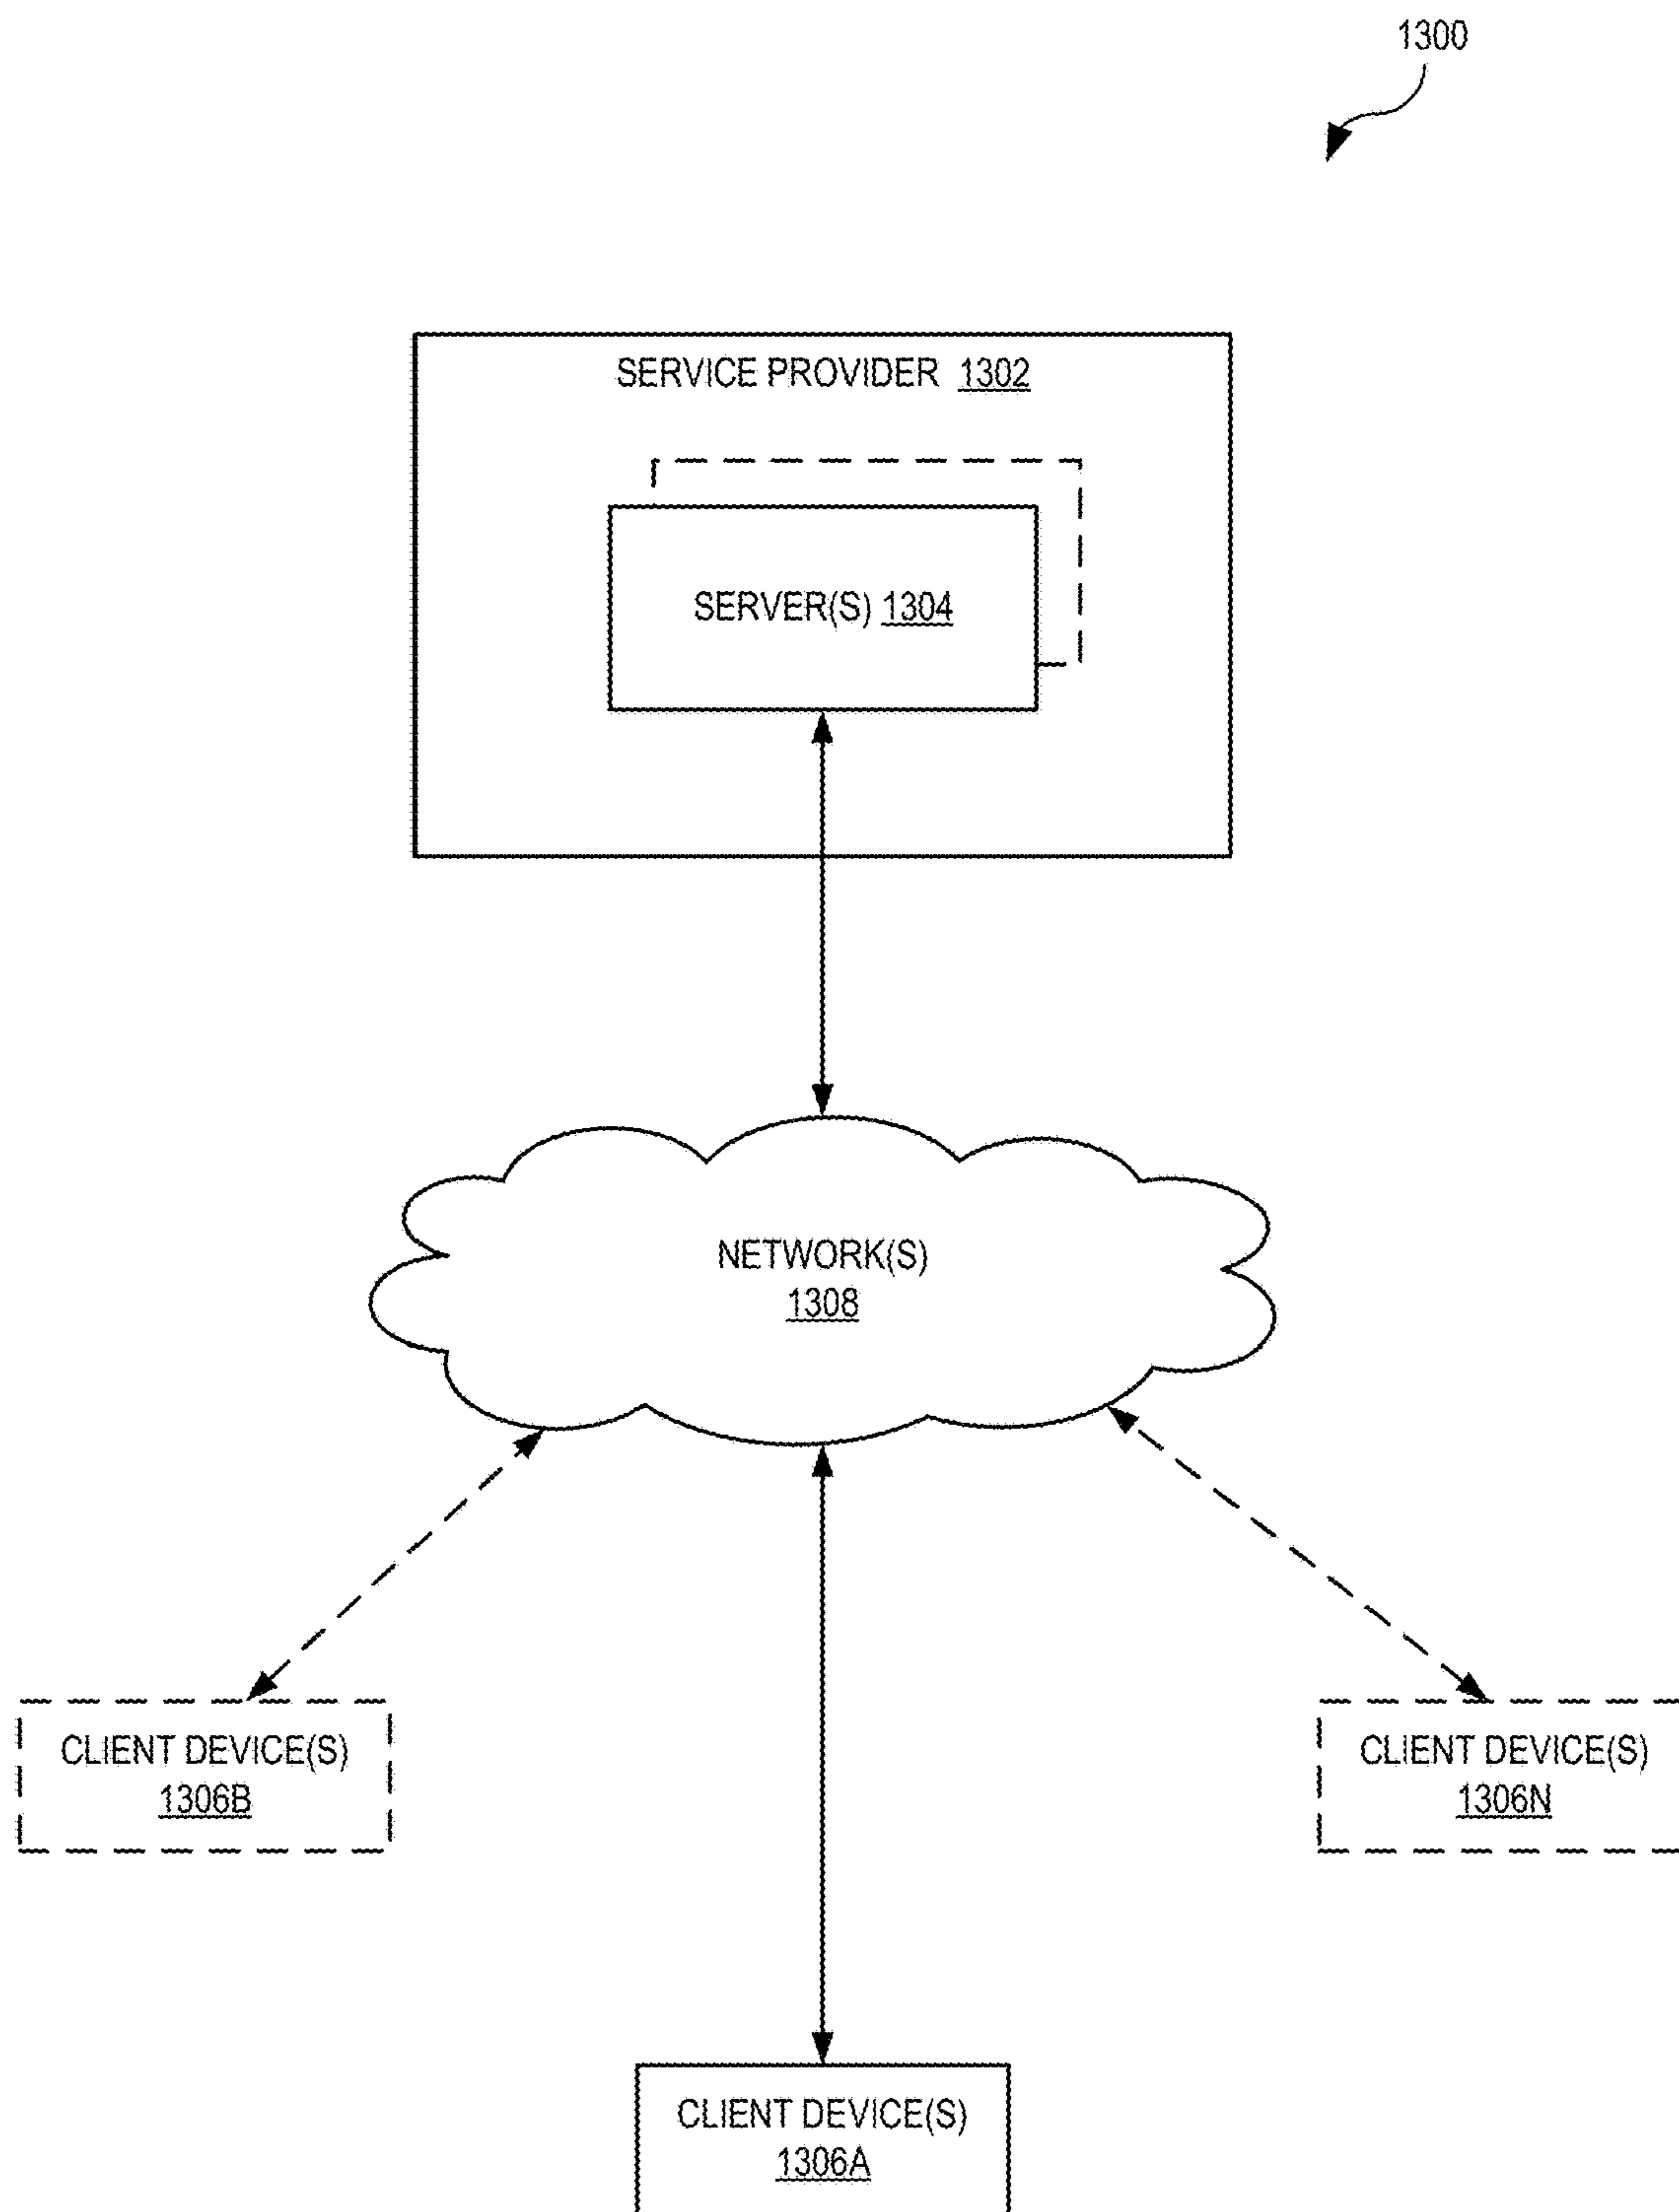 1300
SERVICE PROVIDER 1302
SERVER(S) 1304
NETWORK(S)
1308
CLIENT DEVICE(S)
1306B
CLIENT DEVICE(S)
1306N
CLIENT DEVICE(S)
1306A